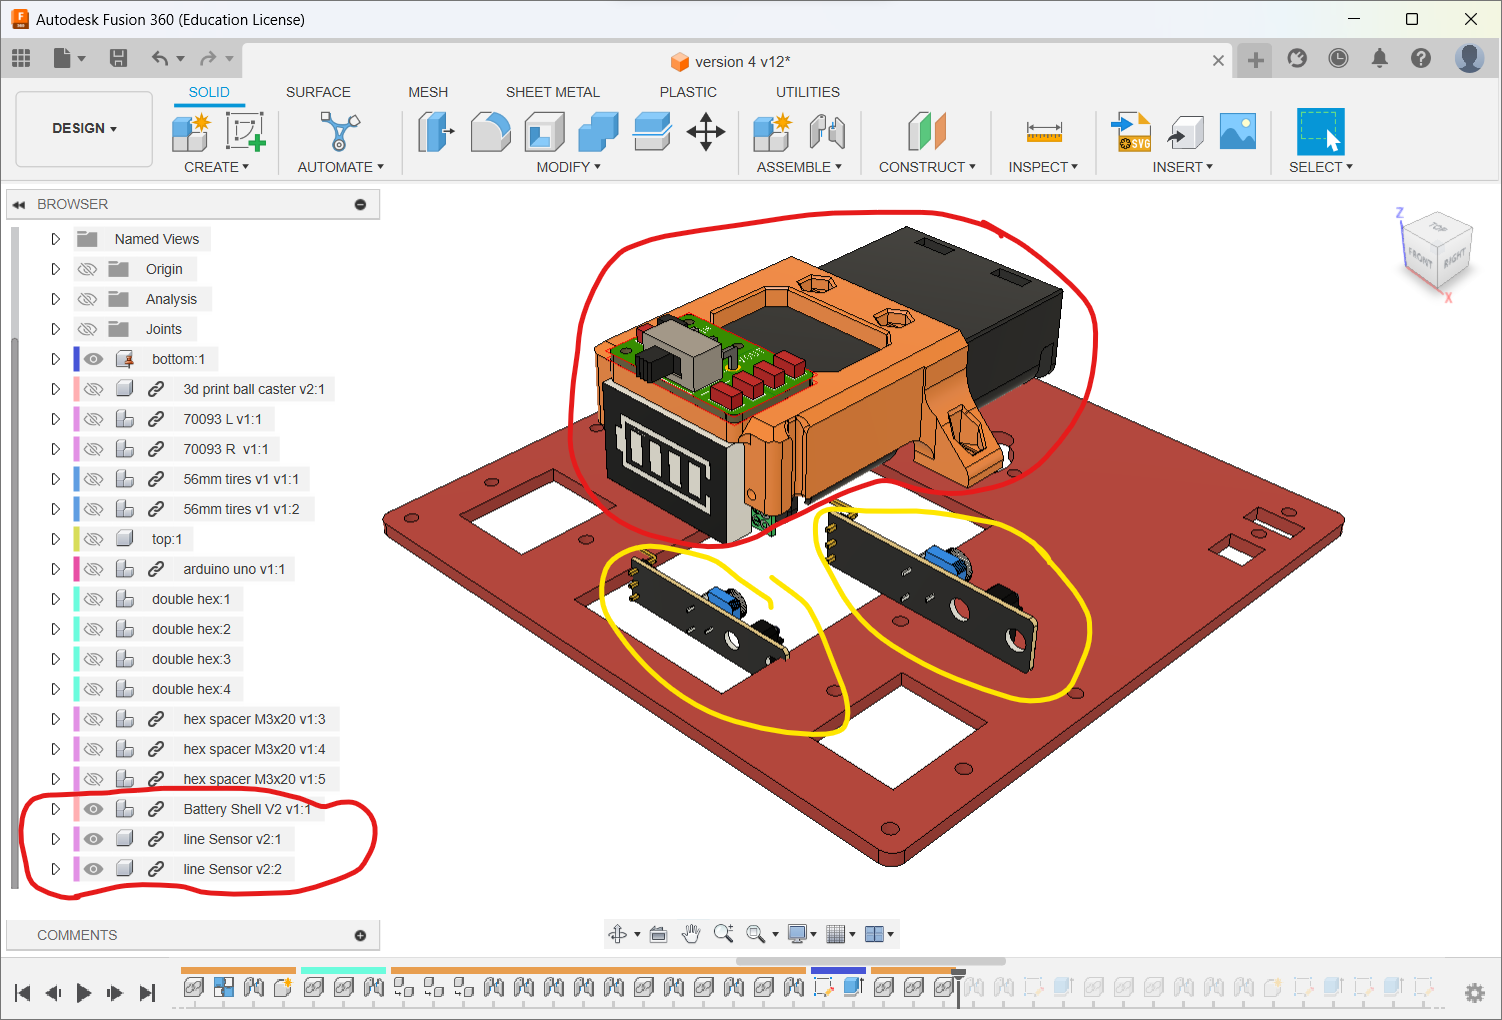 Autodesk Fusion 360 (Education License)
version 4 v12*
SOLID
SURFACE
MESH
SHEET METAL
PLASTIC
UTILITIES
DESIGN
CREATE
AUTOMATE
MODIFY
ASSEMBLE
CONSTRUCT
INSPECT
SVG
INSERT
SELECT
BROWSER
Named Views
Origin
Analysis
Joints
bottom:1
3d print ball caster v2:1
70093 L v1:1
70093 R  v1:1
56mm tires v1 v1:1
56mm tires v1 v1:2
top:1
arduino uno v1:1
double hex:1
double hex:2
double hex:3
double hex:4
hex spacer M3x20 v1:3
hex spacer M3x20 v1:4
hex spacer M3x20 v1:5
Battery Shell V2 v1:1
line Sensor v2:1
line Sensor v2:2
Z
TOP
FRONT
RIGHT
X
COMMENTS